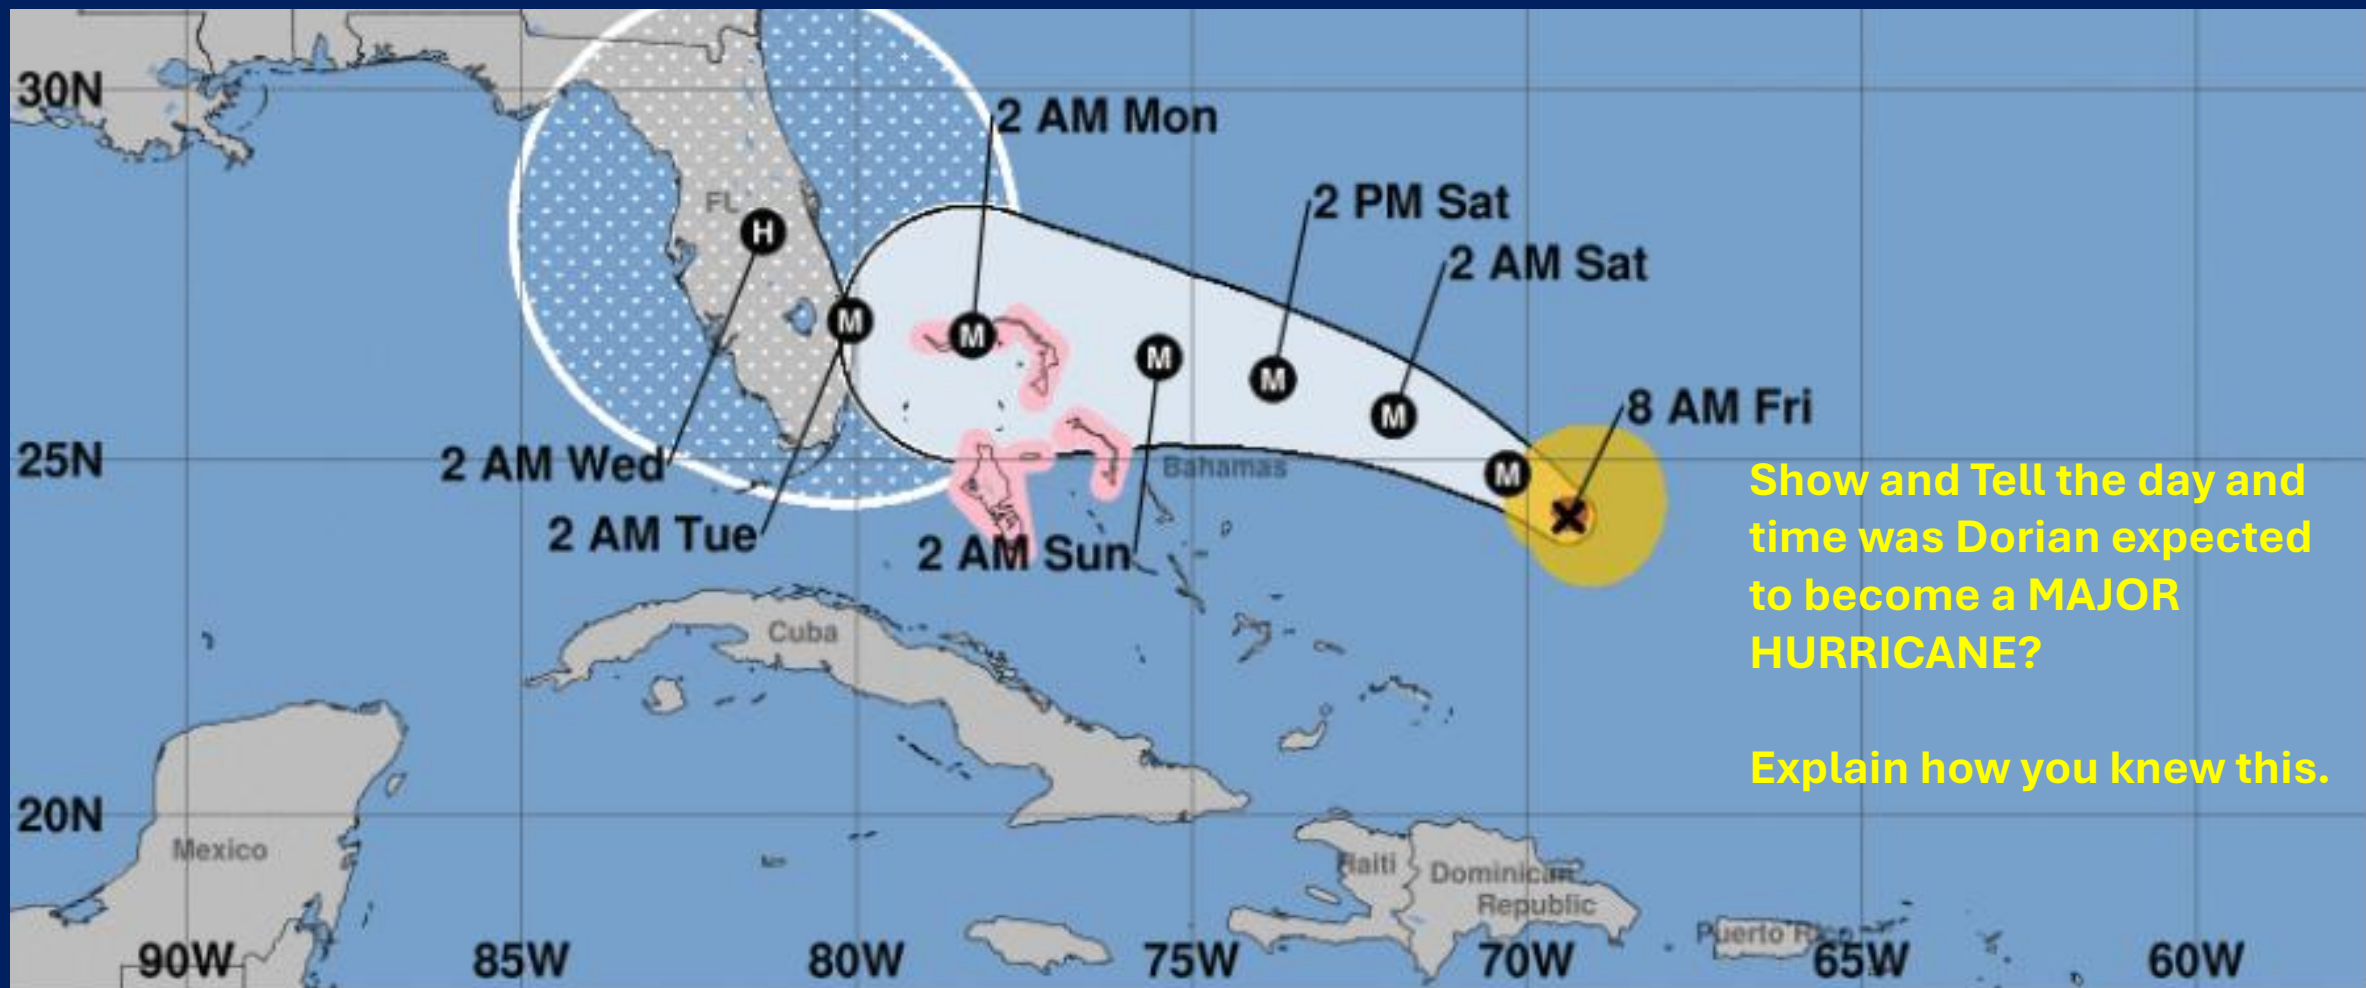 30N
2 AM Mon
2 PM Sat
FL
H
2 AM Sat
M
M
M
M
8 AM Fri
M
M
25N
2 AM Wed
Bahamas
2 AM Tue
2 AM Sun
Show and Tell the day and
time was Dorian expected
to become a MAJOR
HURRICANE?
Explain how you knew this.
Cuba
20N
Mexico
Haiti
Dominican
Republic
Puerto Rico
90W
85W
80W
75W
70W
65W
60W